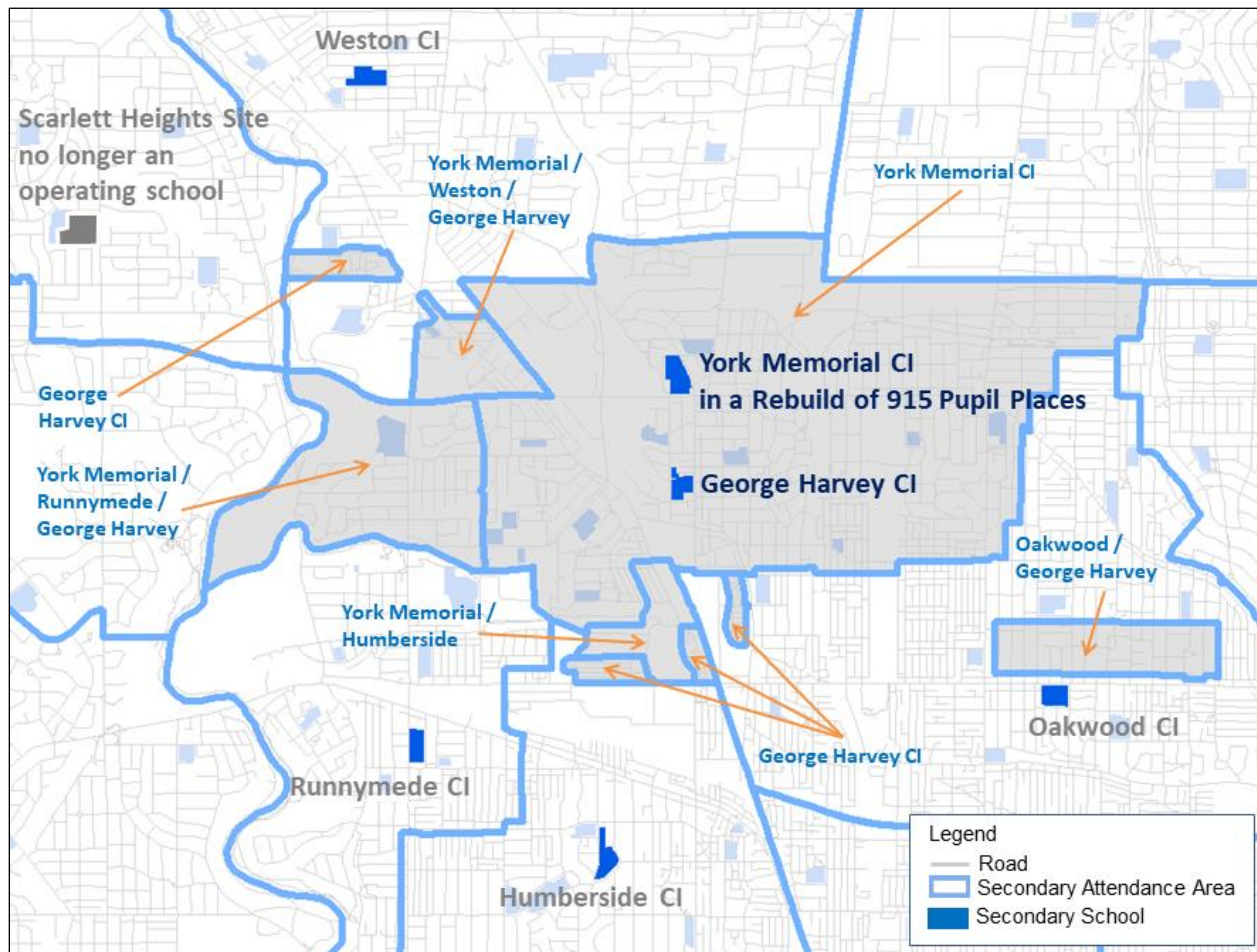 Weston CI
Scarlett Heights Site
no longer an
operating school
York Memorial /
Weston /
George Harvey
York Memorial CI
York Memorial CI
in a Rebuild of 915 Pupil Places
George
Harvey CI
York Memorial /
Runnymede /
George Harvey
George Harvey CI
Oakwood /
George Harvey
York Memorial /
Humberside
Oakwood CI
George Harvey CI
Runnymede CI
Humberside CI
Legend
Road
Secondary Attendance Area
Secondary School